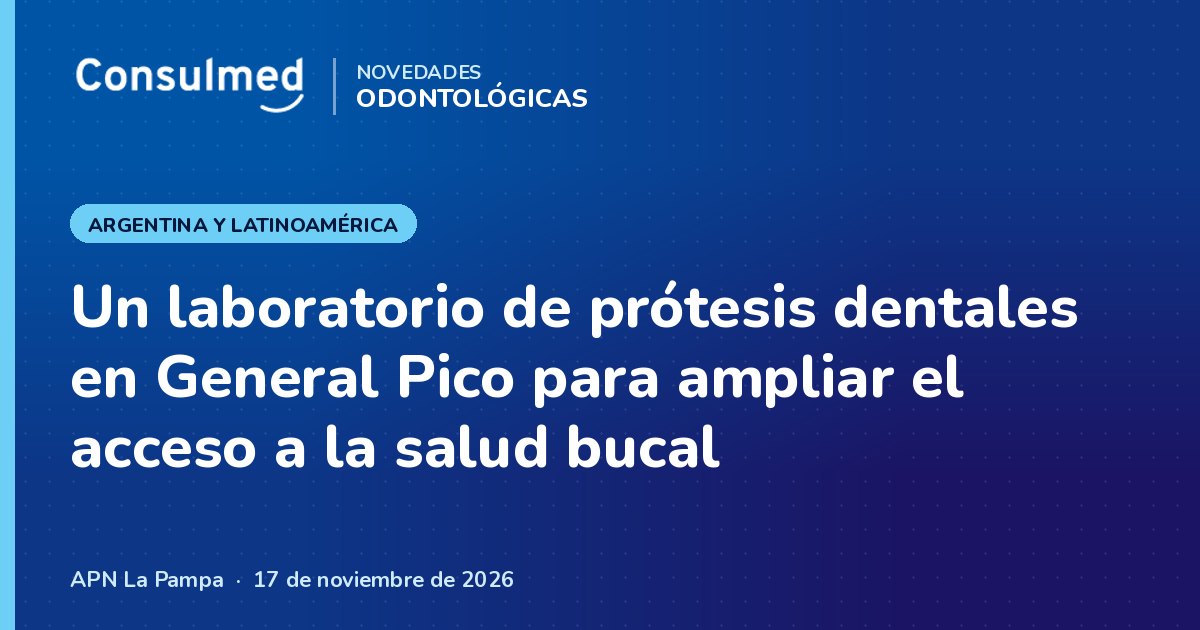 Consulmed
NOVEDADES
ODONTOLÓGICAS
ARGENTINA Y LATINOAMÉRICA
Un laboratorio de prótesis dentales
en General Pico para ampliar el
acceso a la salud bucal
APN La Pampa · 17 de noviembre de 2026